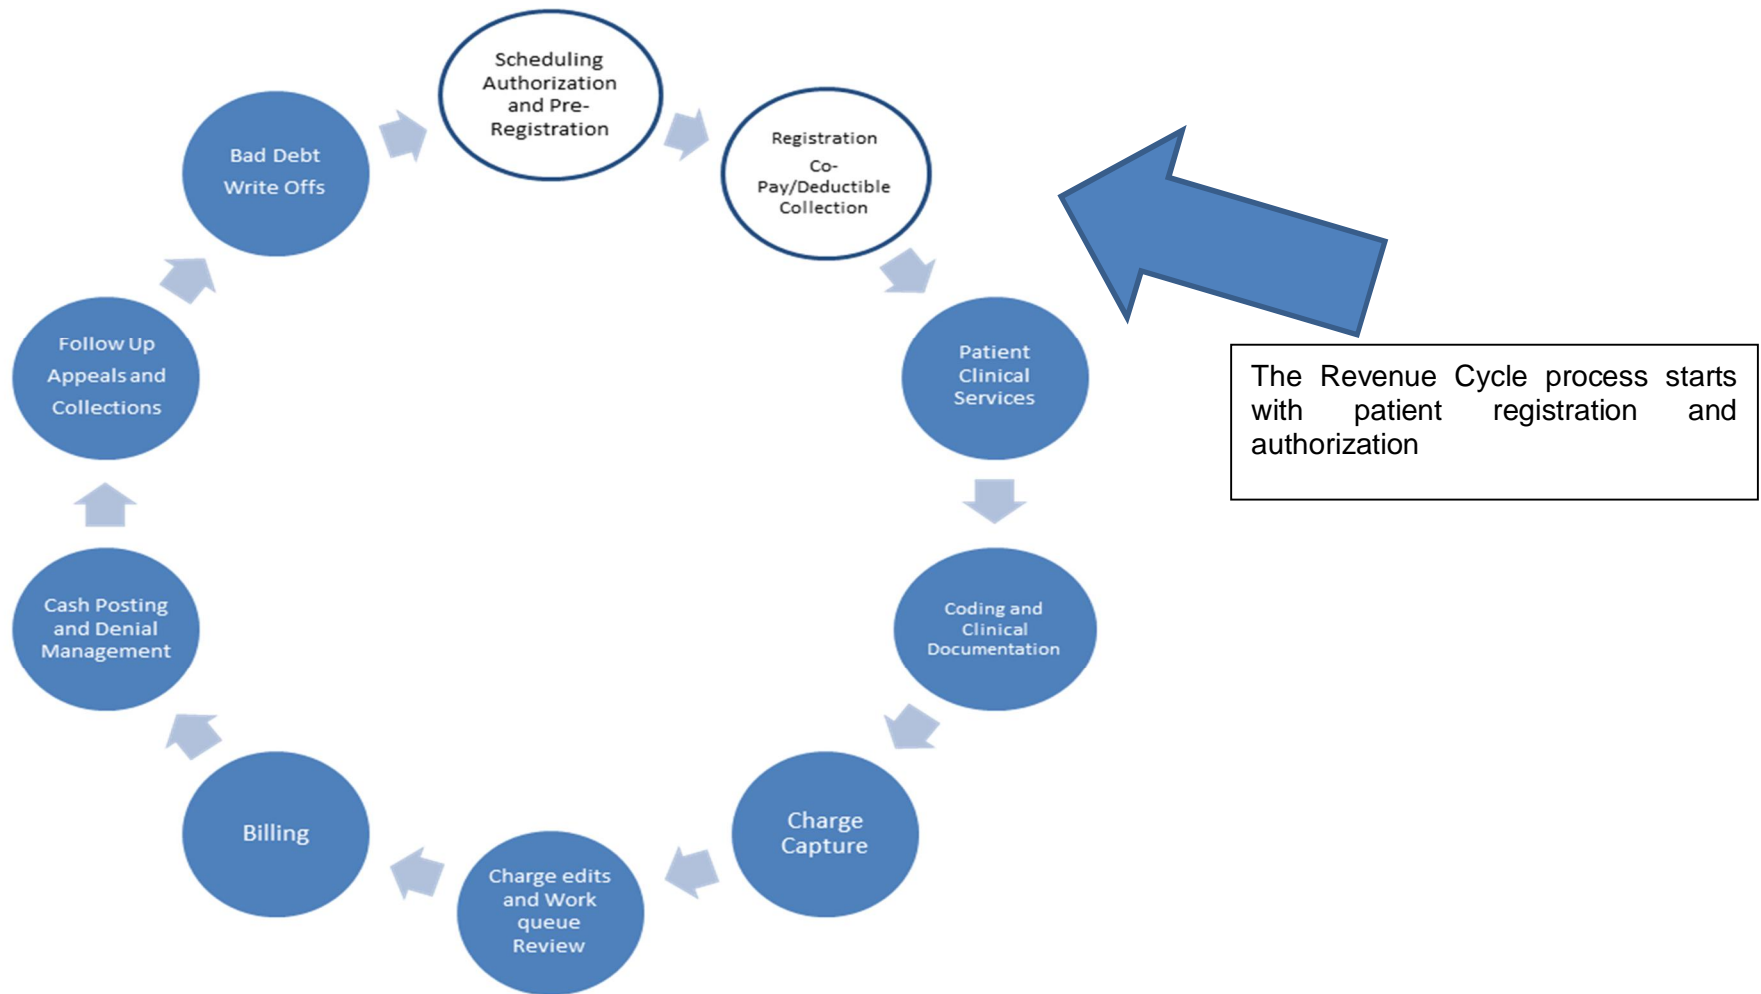 Scheduling
Authorization
and Pre-
Registration
Registration
Co-
Pay/Deductible
Collection
Patient
Clinical
Services
Coding and
Clinical
Documentation
Charge
Capture
Charge edits
and Work
queue
Review
Billing
Cash Posting
and Denial
Management
Follow Up
Appeals and
Collections
Bad Debt
Write Offs
The Revenue Cycle process starts
with patient registration and
authorization